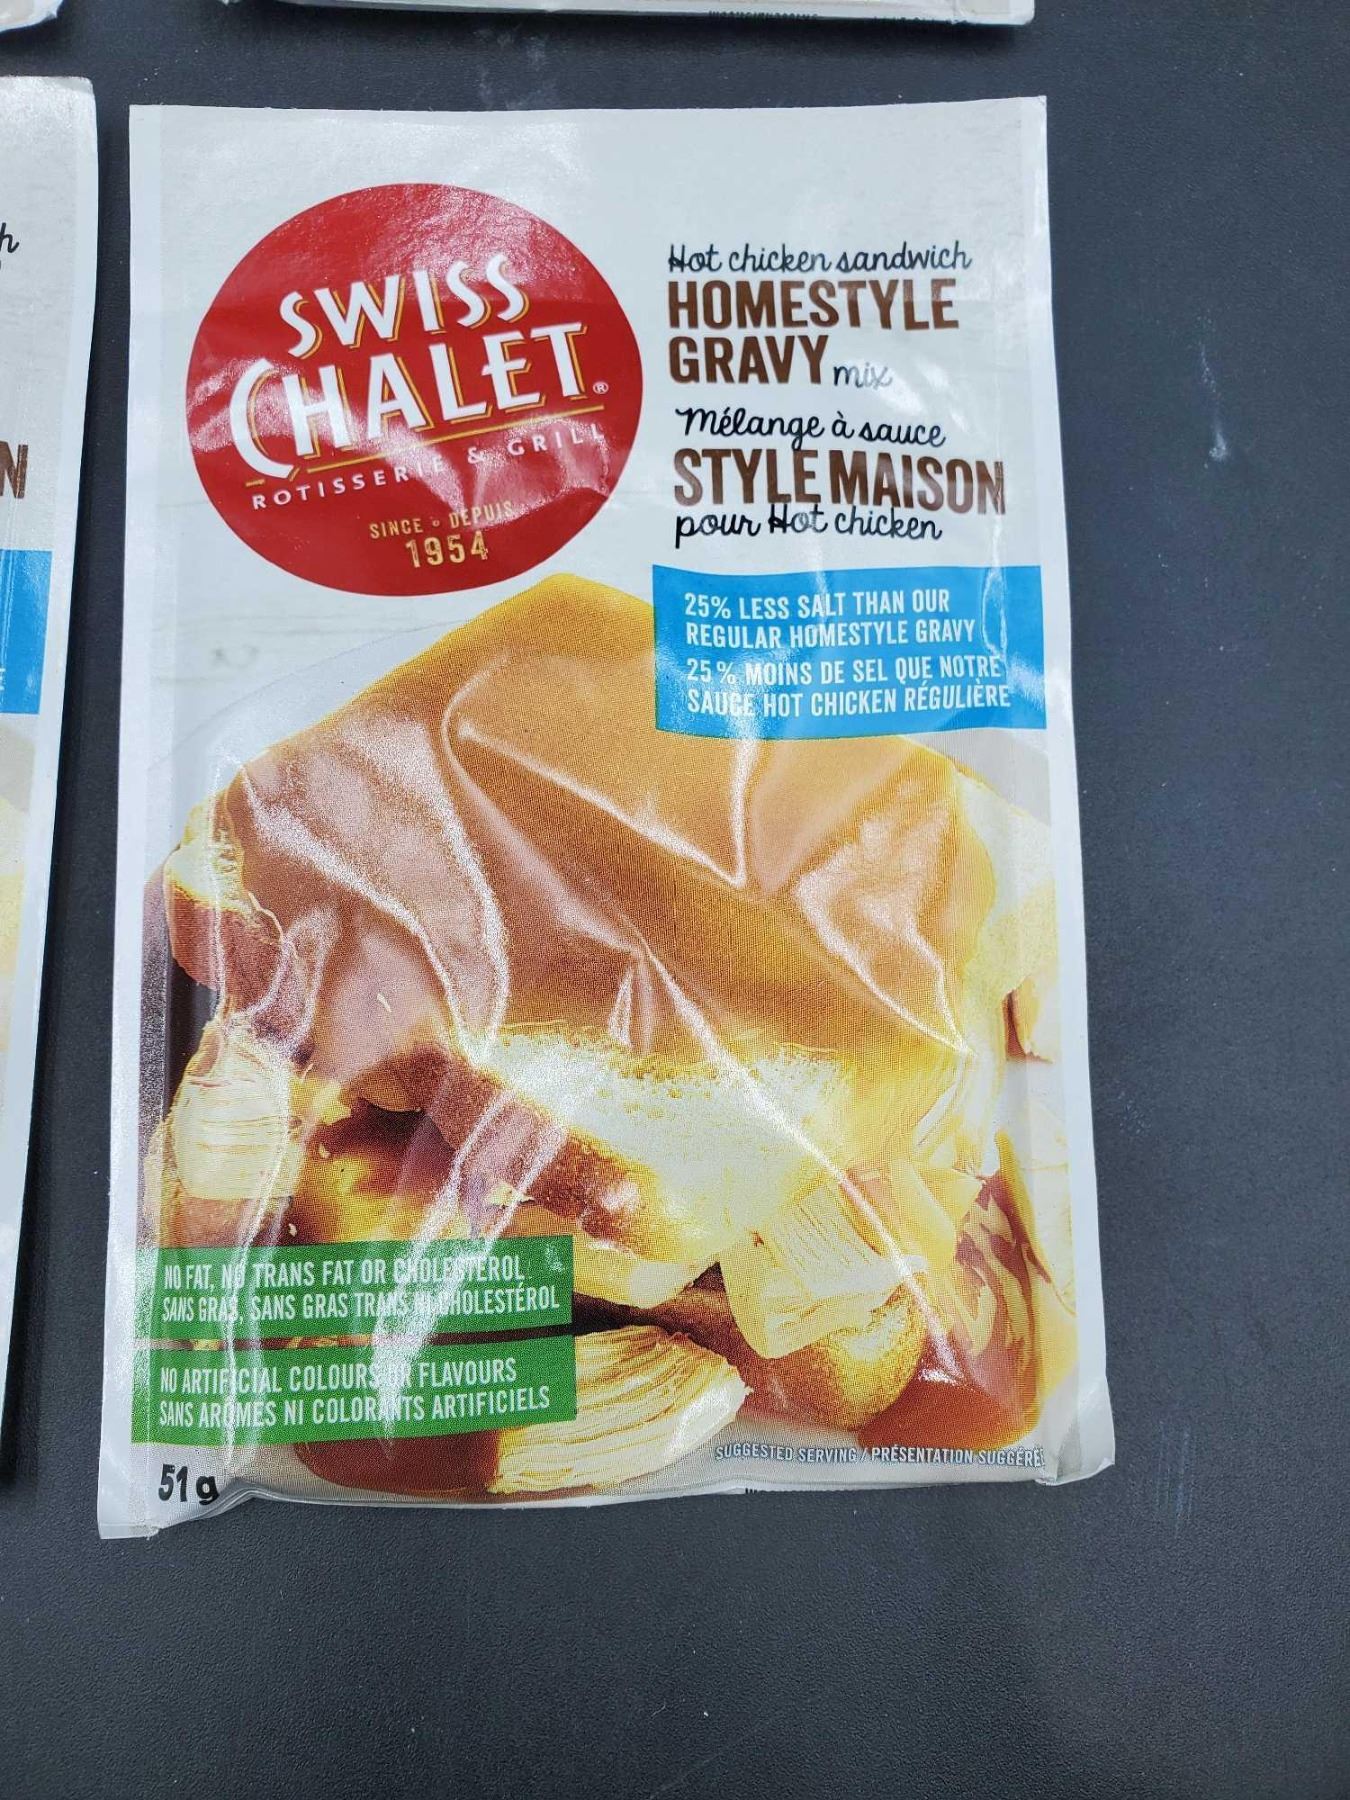 SWISS
CHALET®
ROTISSERIE & GRILL
SINCE • DEPUIS
1954
Hot chicken sandwich
HOMESTYLE
GRAVY mix
Mélange à sauce
STYLE MAISON
pour Hot chicken
25% LESS SALT THAN OUR
REGULAR HOMESTYLE GRAVY
25 % MOINS DE SEL QUE NOTRE
SAUCE HOT CHICKEN RÉGULIÈRE
NO FAT, NO TRANS FAT OR CHOLESTEROL
SANS GRAS, SANS GRAS TRANS NI CHOLESTÉROL
NO ARTIFICIAL COLOURS OR FLAVOURS
SANS ARÔMES NI COLORANTS ARTIFICIELS
SUGGESTED SERVING / PRÉSENTATION SUGGÉRÉE
51 g
h
N
E